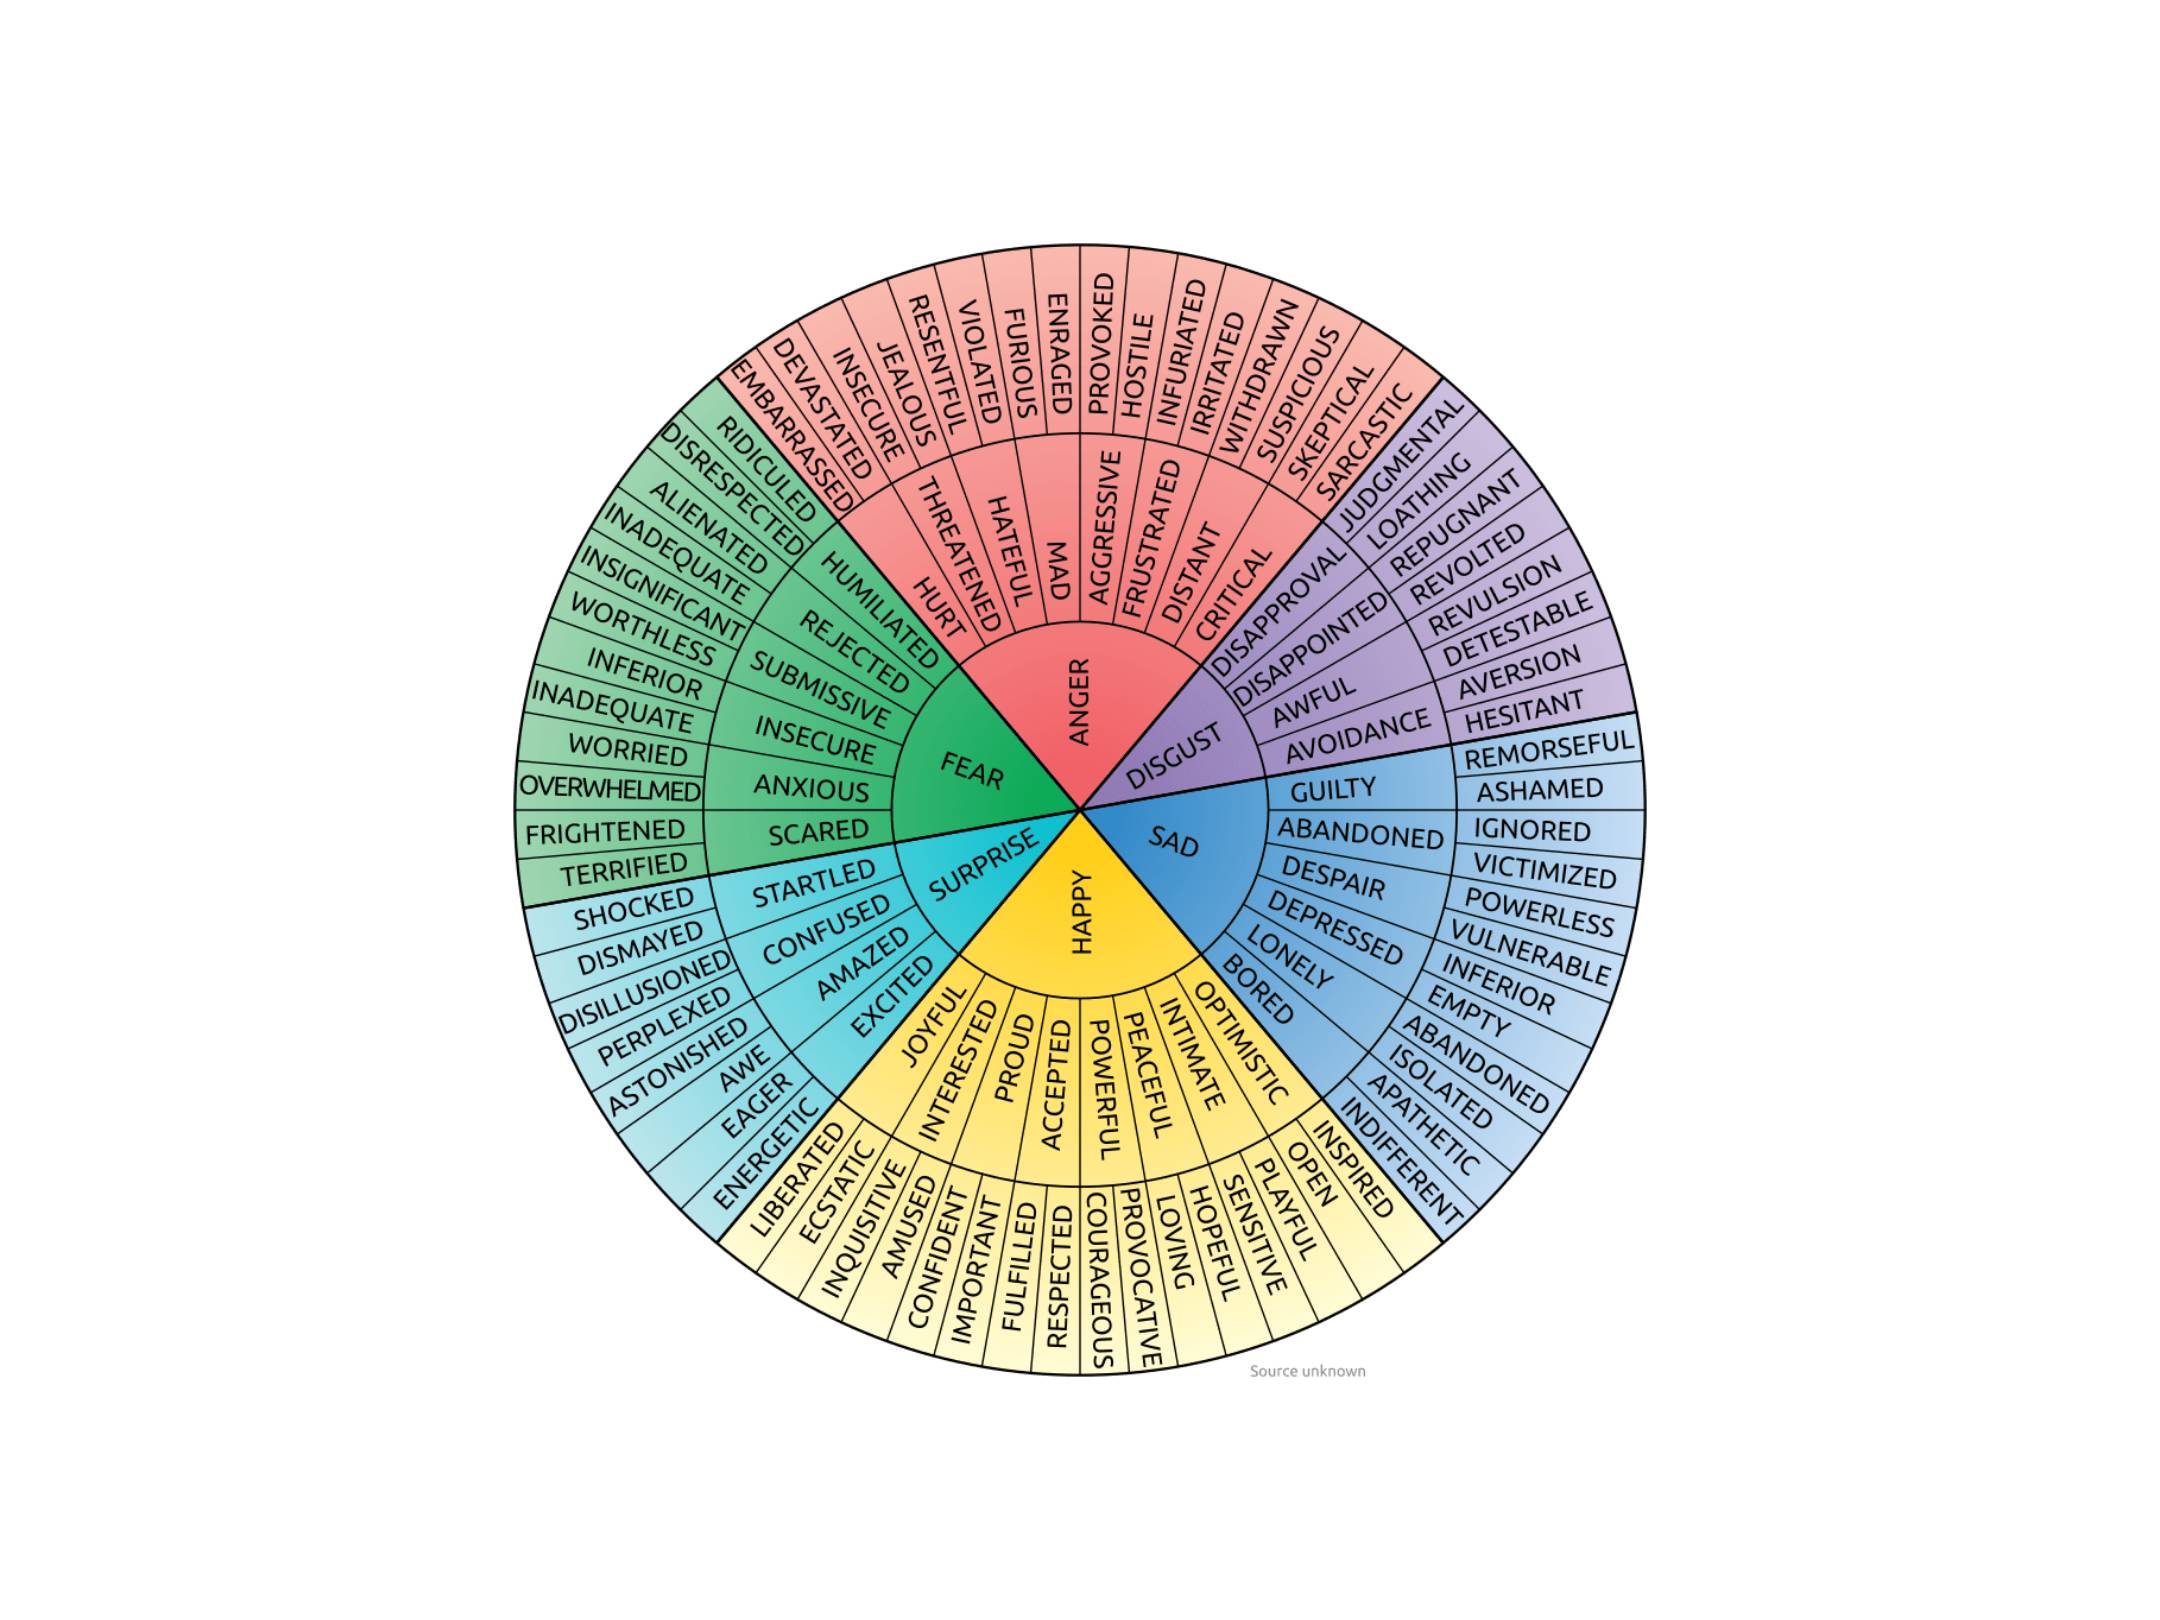 ANGER
HURT
THREATENED
HATEFUL
MAD
AGGRESSIVE
FRUSTRATED
DISTANT
CRITICAL
EMBARRASSED
DEVASTATED
INSECURE
JEALOUS
RESENTFUL
VIOLATED
FURIOUS
ENRAGED
PROVOKED
HOSTILE
INFURIATED
IRRITATED
WITHDRAWN
SUSPICIOUS
SKEPTICAL
SARCASTIC
DISGUST
DISAPPROVAL
DISAPPOINTED
AWFUL
AVOIDANCE
JUDGMENTAL
LOATHING
REPUGNANT
REVOLTED
REVULSION
DETESTABLE
AVERSION
HESITANT
SAD
GUILTY
ABANDONED
DESPAIR
DEPRESSED
LONELY
BORED
REMORSEFUL
ASHAMED
IGNORED
VICTIMIZED
POWERLESS
VULNERABLE
INFERIOR
EMPTY
ABANDONED
ISOLATED
APATHETIC
INDIFFERENT
HAPPY
OPTIMISTIC
INTIMATE
PEACEFUL
POWERFUL
ACCEPTED
PROUD
INTERESTED
JOYFUL
INSPIRED
OPEN
PLAYFUL
SENSITIVE
HOPEFUL
LOVING
PROVOCATIVE
COURAGEOUS
RESPECTED
FULFILLED
IMPORTANT
CONFIDENT
AMUSED
INQUISITIVE
ECSTATIC
LIBERATED
SURPRISE
EXCITED
AMAZED
CONFUSED
STARTLED
ENERGETIC
EAGER
AWE
ASTONISHED
PERPLEXED
DISILLUSIONED
DISMAYED
SHOCKED
FEAR
SCARED
ANXIOUS
INSECURE
SUBMISSIVE
REJECTED
HUMILIATED
TERRIFIED
FRIGHTENED
OVERWHELMED
WORRIED
INADEQUATE
INFERIOR
WORTHLESS
INSIGNIFICANT
INADEQUATE
ALIENATED
DISRESPECTED
RIDICULED
Source unknown